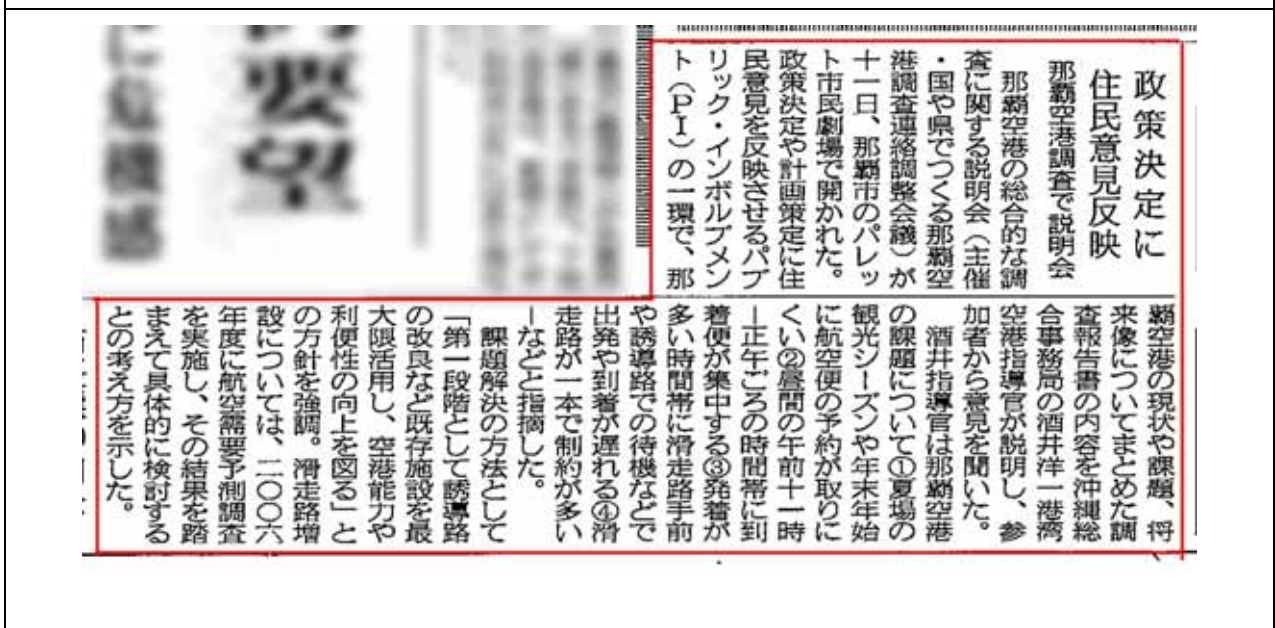 政策決定に
住民意見反映
那覇空港調査で説明会
那覇空港の総合的な調
査に関する説明会（主催
・国や県でつくる那覇空
港調査連絡調整会議）が
十一日、那覇市のパレッ
ト市民劇場で開かれた。
政策決定や計画策定に住
民意見を反映させるパブ
リック・インボルブメン
ト（ＰＩ）の一環で、那
覇空港の現状や課題、将
来像についてまとめた調
査報告書の内容を沖縄総
合事務局の酒井洋一港湾
空港指導官が説明し、参
加者から意見を聞いた。
酒井指導官は那覇空港
の課題について①夏場の
観光シーズンや年末年始
に航空便の予約が取りに
くい②昼間の午前十一時
―正午ごろの時間帯に到
着便が集中する③発着が
多い時間帯に滑走路手前
や誘導路での待機などで
出発や到着が遅れる④滑
走路が一本で制約が多い
―などと指摘した。
課題解決の方法として
「第一段階として誘導路
の改良など既存施設を最
大限活用し、空港能力や
利便性の向上を図る」と
の方針を強調。滑走路増
設については、二〇〇六
年度に航空需要予測調査
を実施し、その結果を踏
まえて具体的に検討する
との考え方を示した。
要望
に危機感